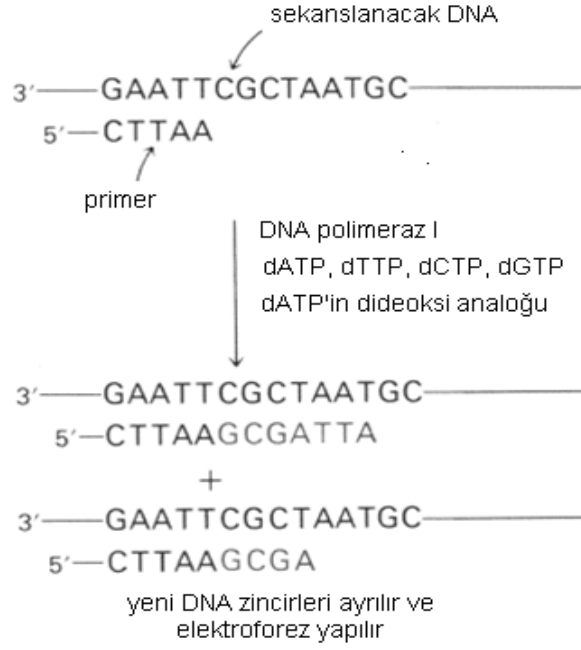 sekanslanacak DNA
3′ GAATTCGCTAATGC
5′ CTTAA
primer
DNA polimeraz I
dATP, dTTP, dCTP, dGTP
dATP'in dideoksi analoğu
3′ GAATTCGCTAATGC
5′ CTTAAGCGATTA
+
3′ GAATTCGCTAATGC
5′ CTTAAGCGA
yeni DNA zincirleri ayrılır ve
elektroforez yapılır